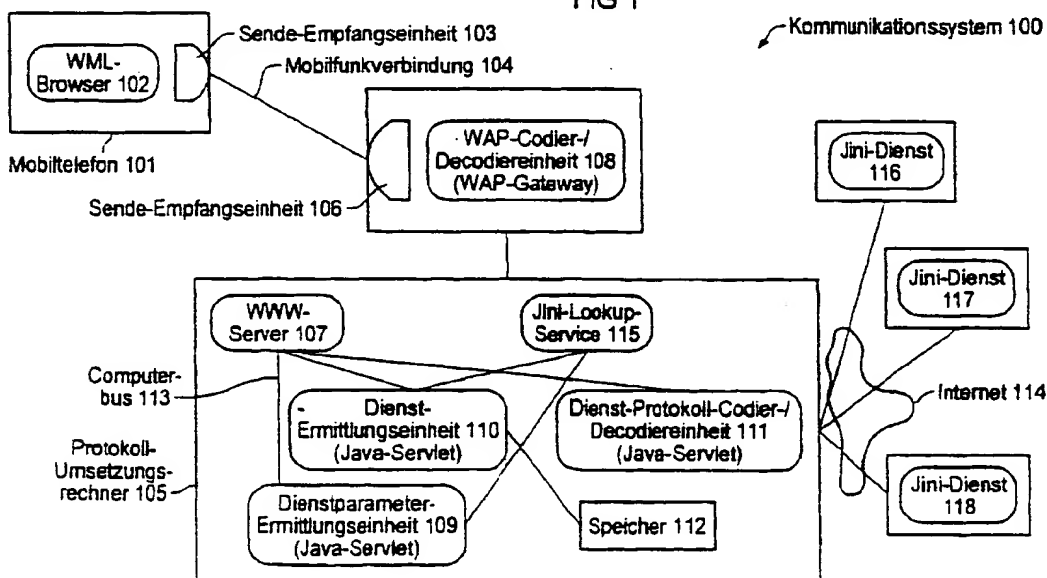 FIG 1
Kommunikationssystem 100
Sende-Empfangseinheit 103
WML-
Browser 102
Mobilfunkverbindung 104
Mobiltelefon 101
WAP-Codier-/
Decodiereinheit 108
(WAP-Gateway)
Sende-Empfangseinheit 106
Jini-Dienst
116
Jini-Dienst
117
WWW-
Server 107
Jini-Lookup-
Service 115
Computer-
bus 113
Internet 114
Dienst-
Ermittlungseinheit 110
(Java-Servlet)
Dienst-Protokoll-Codier-/
Decodiereinheit 111
(Java-Servlet)
Protokoll-
Umsetzungs-
rechner 105
Dienstparameter-
Ermittlungseinheit 109
(Java-Servlet)
Speicher 112
Jini-Dienst
118